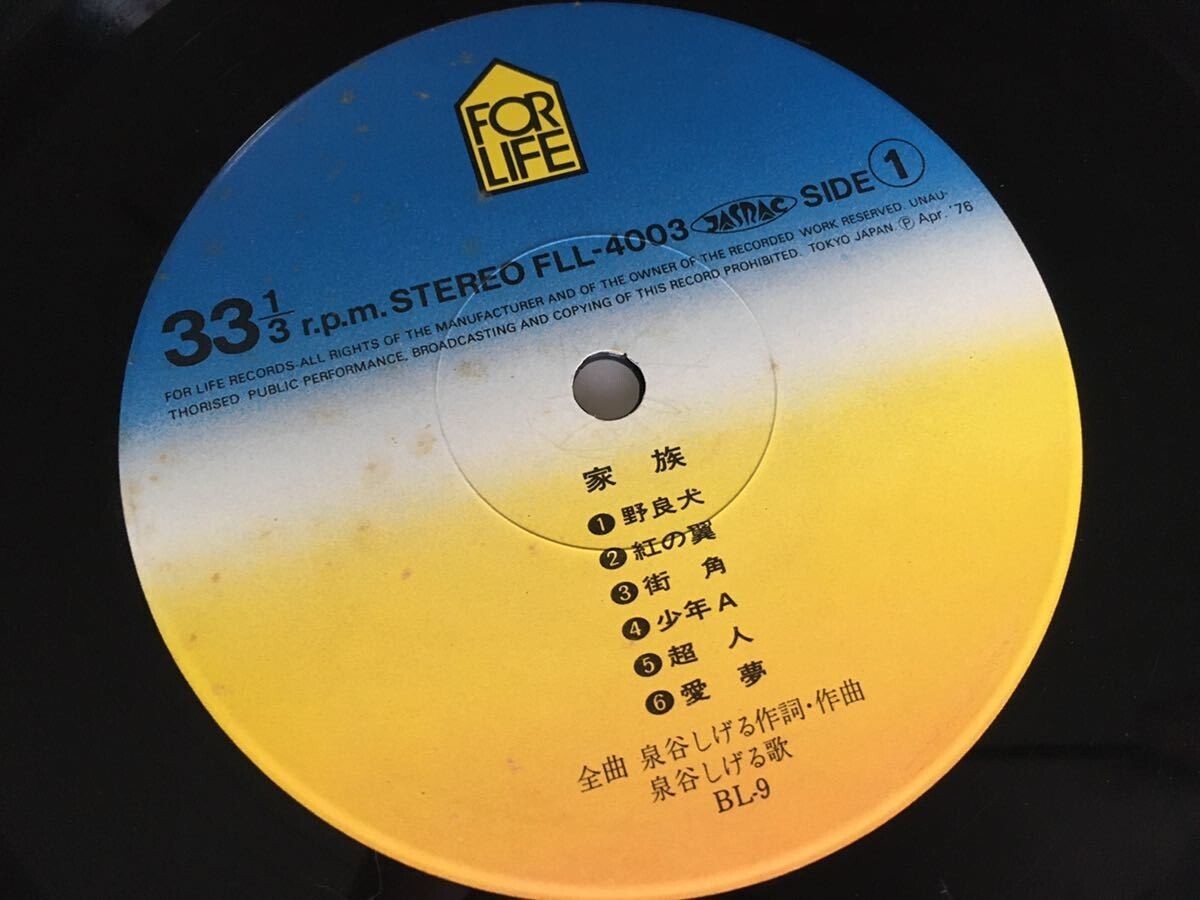 FOR
LIFE
33 1/3 r.p.m. STEREO FLL-4003 JASRAC SIDE 1
FOR LIFE RECORDS-ALL RIGHTS OF THE MANUFACTURER AND OF THE OWNER OF THE RECORDED WORK RESERVED. UNAU-
THORISED PUBLIC PERFORMANCE, BROADCASTING AND COPYING OF THIS RECORD PROHIBITED. TOKYO JAPAN. Ⓟ Apr. '76
家 族
❶ 野良犬
❷ 紅の翼
❸ 街 角
❹ 少年A
❺ 超 人
❻ 愛 夢
全曲 泉谷しげる作詞・作曲
泉谷しげる歌
BL-9